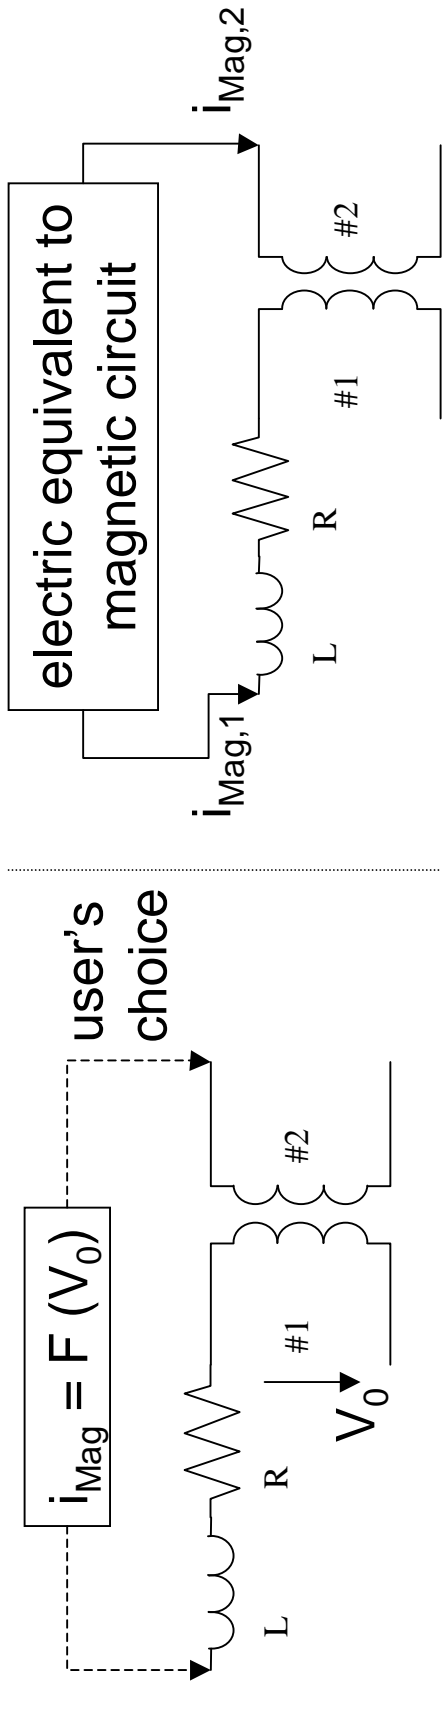 i_Mag = F (V_0)
user's
choice
L
R
#1
#2
V_0
electric equivalent to
magnetic circuit
i_Mag,1
i_Mag,2
L
R
#1
#2